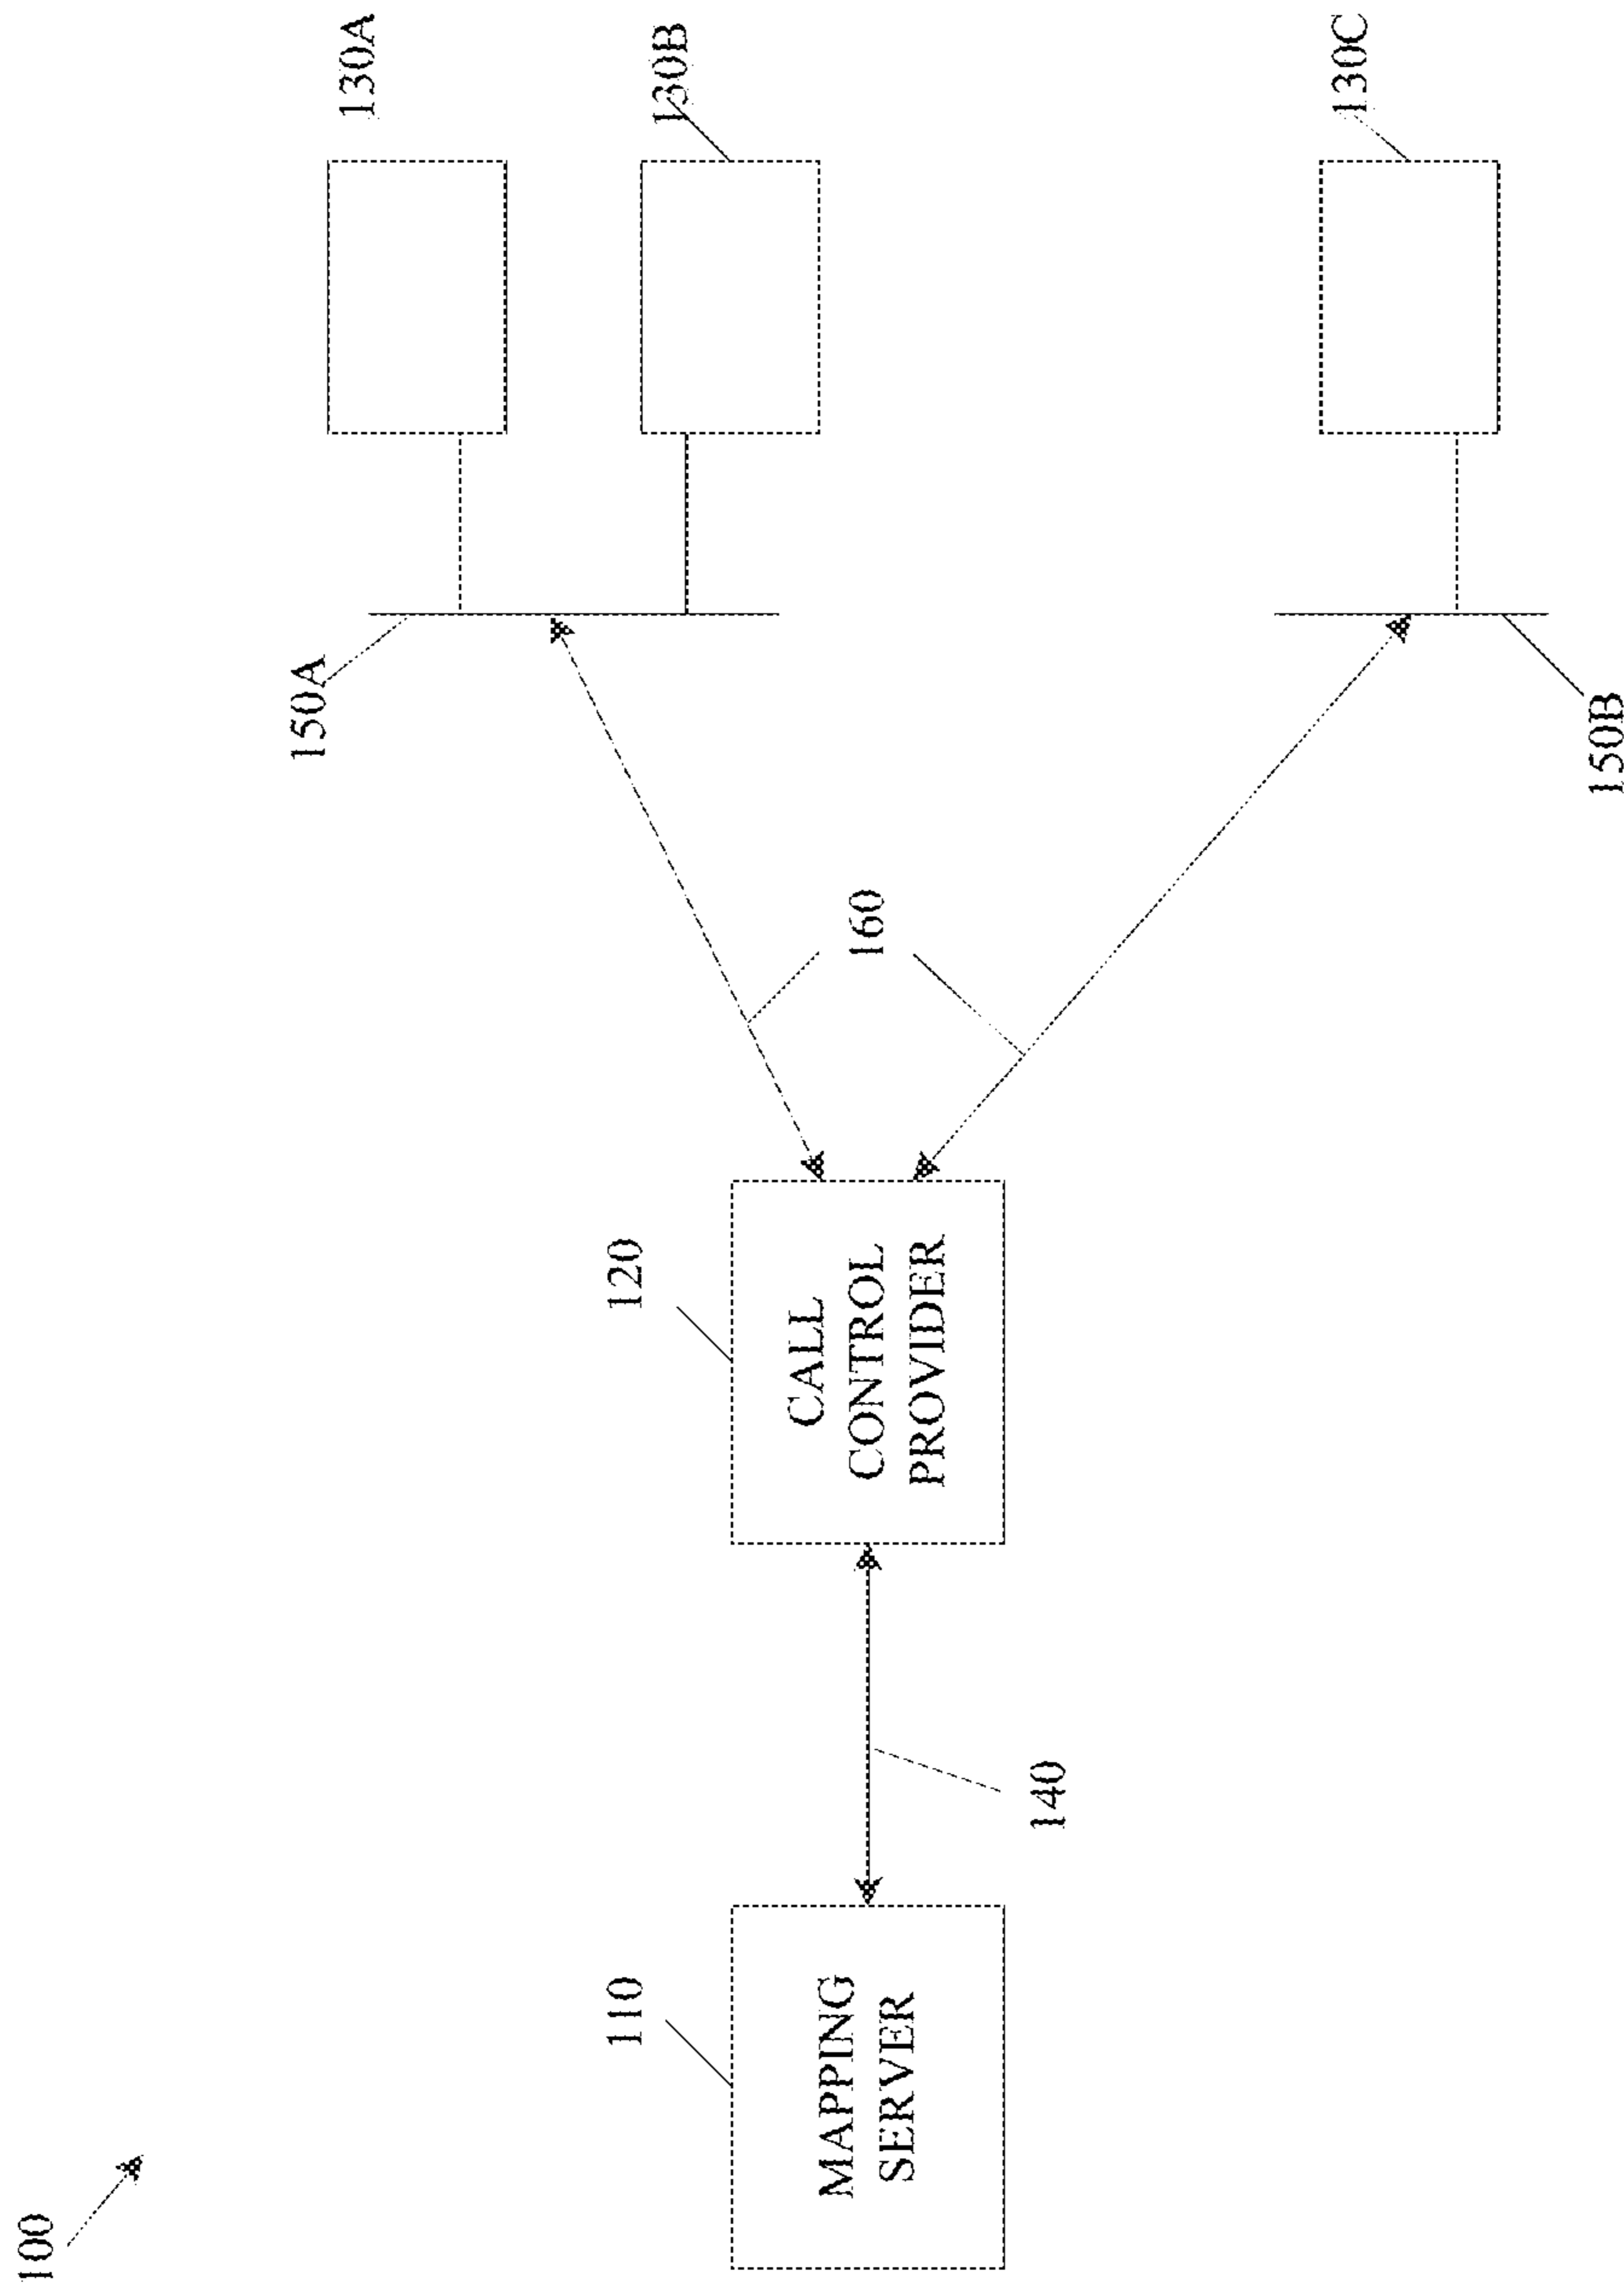 100
110
MAPPING
SERVER
140
120
CALL
CONTROL
PROVIDER
160
150A
130A
130B
150B
130C